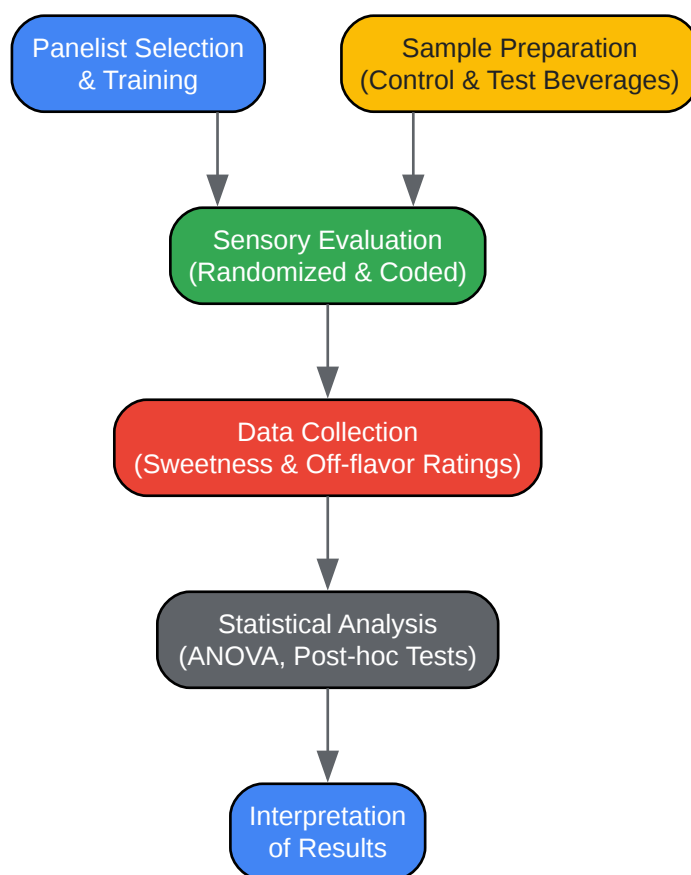 Panelist Selection
& Training
Sample Preparation
(Control & Test Beverages)
Sensory Evaluation
(Randomized & Coded)
Data Collection
(Sweetness & Off-flavor Ratings)
Statistical Analysis
(ANOVA, Post-hoc Tests)
Interpretation
of Results